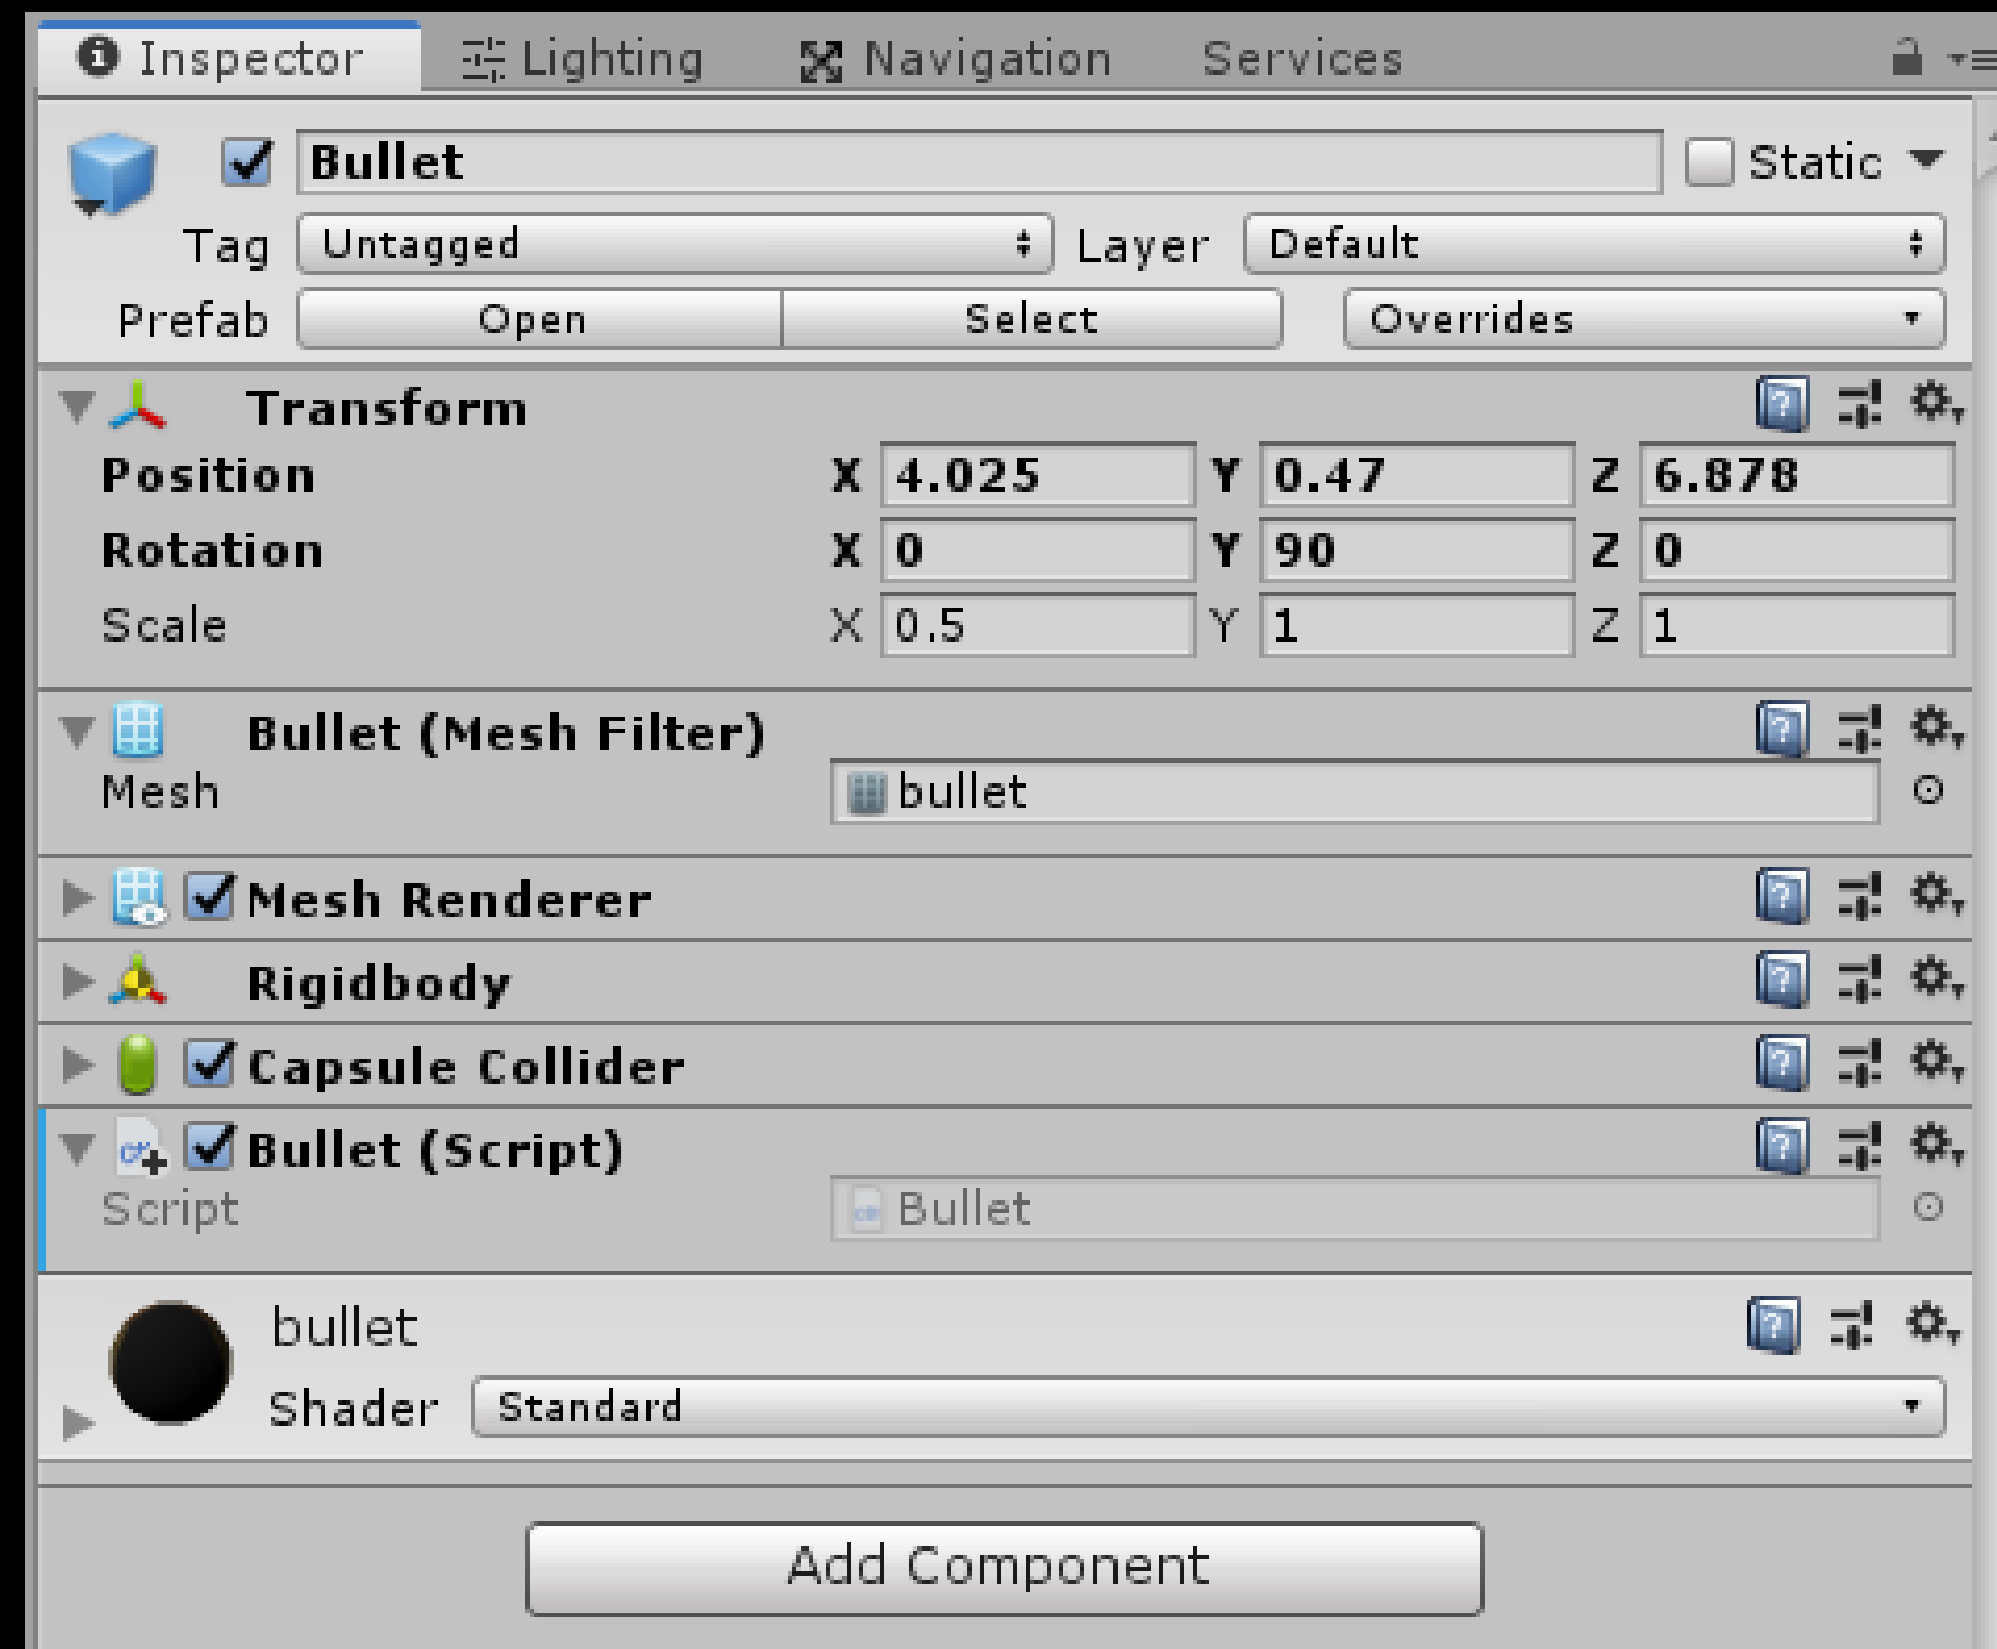 Inspector Lighting Navigation Services
Bullet Static
Tag Untagged Layer Default
Prefab Open Select Overrides
Transform
Position X 4.025 Y 0.47 Z 6.878
Rotation X 0 Y 90 Z 0
Scale X 0.5 Y 1 Z 1
Bullet (Mesh Filter)
Mesh bullet
Mesh Renderer
Rigidbody
Capsule Collider
Bullet (Script)
Script Bullet
bullet
Shader Standard
Add Component